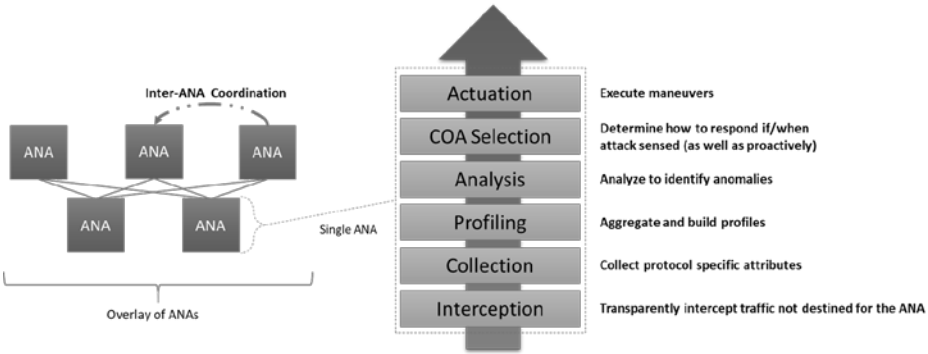 Inter-ANA Coordination
ANA
ANA
ANA
ANA
ANA
Single ANA
Overlay of ANAs
Actuation
Execute maneuvers
COA Selection
Determine how to respond if/when
attack sensed (as well as proactively)
Analysis
Analyze to identify anomalies
Profiling
Aggregate and build profiles
Collection
Collect protocol specific attributes
Interception
Transparently intercept traffic not destined for the ANA